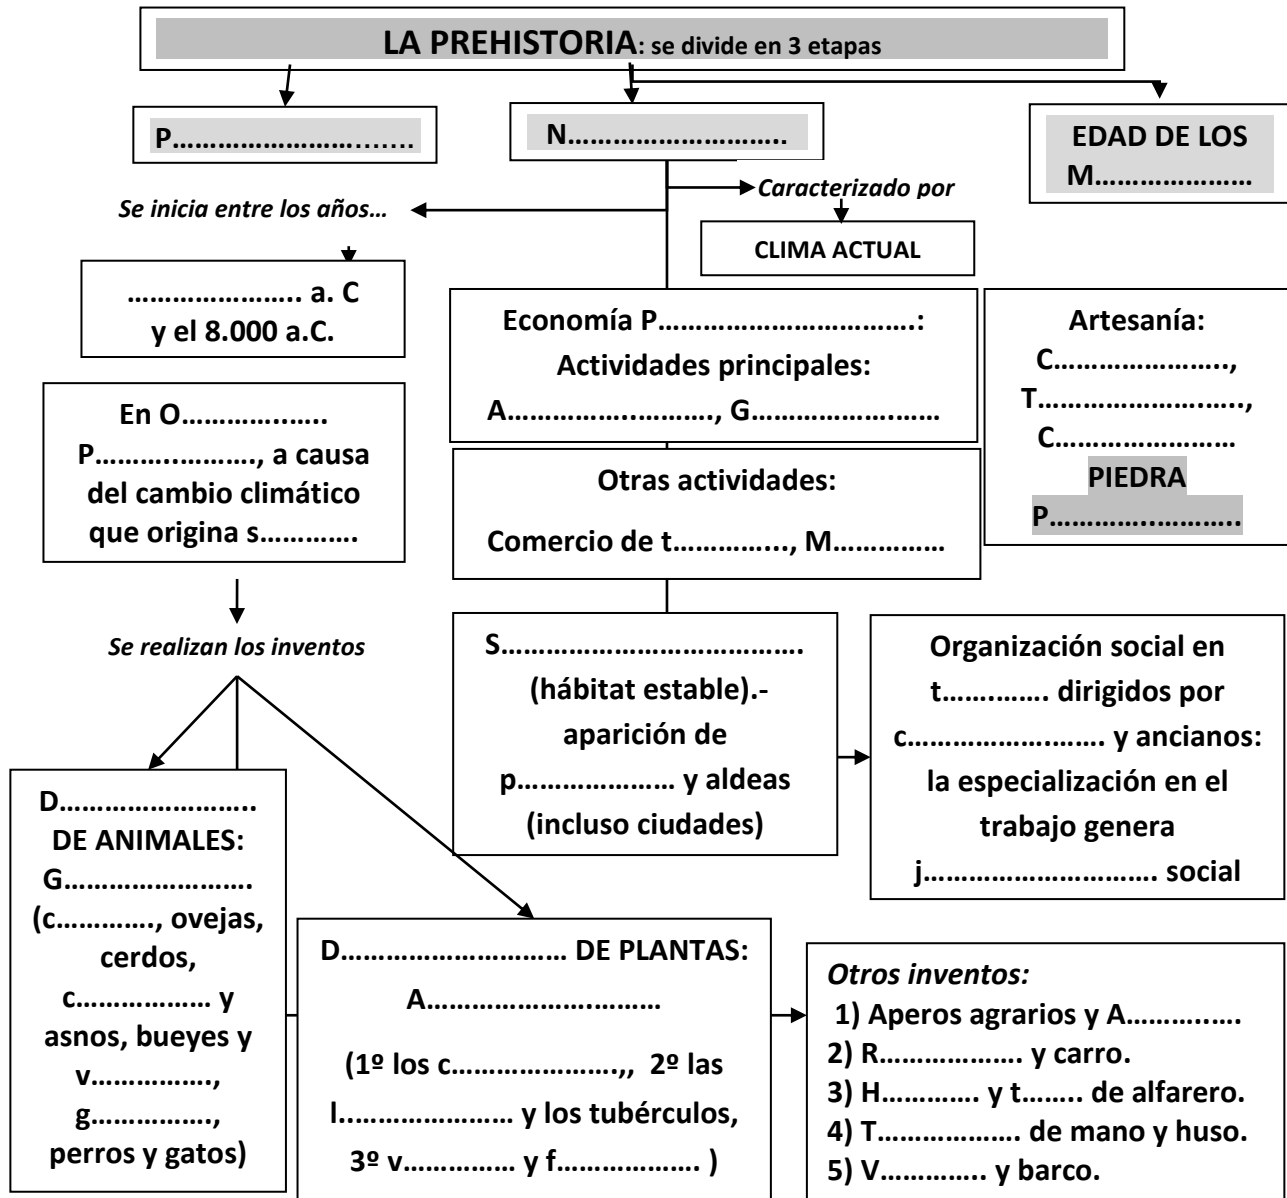 LA PREHISTORIA: se divide en 3 etapas
P…………………….......
N………………………..
EDAD DE LOS
M…………………
Se inicia entre los años…
Caracterizado por
CLIMA ACTUAL
………………….. a. C
y el 8.000 a.C.
Economía P…………………………….:
Actividades principales:
A…………..………., G……………….……
Artesanía:
C………………..,
T……………….…..,
C…………………
PIEDRA
P…………..………..
En O………..……..
P………..………., a causa
del cambio climático
que origina s………….
Otras actividades:
Comercio de t…………..., M……………
Se realizan los inventos
S………………………………….
(hábitat estable).-
aparición de
p………………… y aldeas
(incluso ciudades)
Organización social en
t…….……. dirigidos por
c……………….……. y ancianos:
la especialización en el
trabajo genera
j………………………. social
D……………………..
DE ANIMALES:
G…………………….
(c…………., ovejas,
cerdos,
c……………. y
asnos, bueyes y
v…………….,
g…………….,
perros y gatos)
D……………………… DE PLANTAS:
A………………….………
(1º los c……………….,, 2º las
l..………………… y los tubérculos,
3º v…………… y f………………. )
Otros inventos:
1) Aperos agrarios y A………..….
2) R………………. y carro.
3) H………… y t…….. de alfarero.
4) T………………. de mano y huso.
5) V………….. y barco.